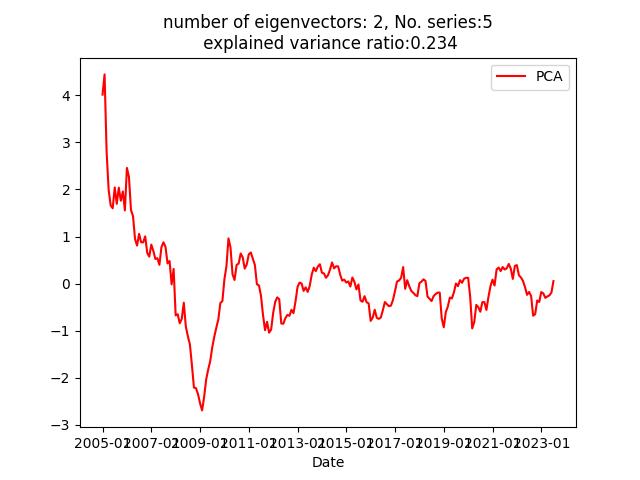 number of eigenvectors: 2, No. series:5
explained variance ratio:0.234
PCA
4
3
2
1
0
−1
−2
−3
2005-01 2007-01 2009-01 2011-01 2013-01 2015-01 2017-01 2019-01 2021-01 2023-01
Date